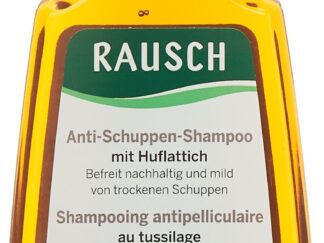 RAUSCH
Anti-Schuppen-Shampoo
mit Huflattich
Befreit nachhaltig und mild
von trockenen Schuppen
Shampooing antipelliculaire
au tussilage